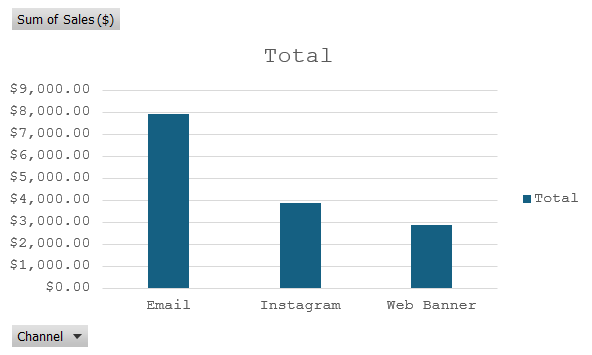 Sum of Sales ($)
Total
$9,000.00
$8,000.00
$7,000.00
$6,000.00
$5,000.00
$4,000.00
$3,000.00
$2,000.00
$1,000.00
$0.00
Total
Email Instagram Web Banner
Channel